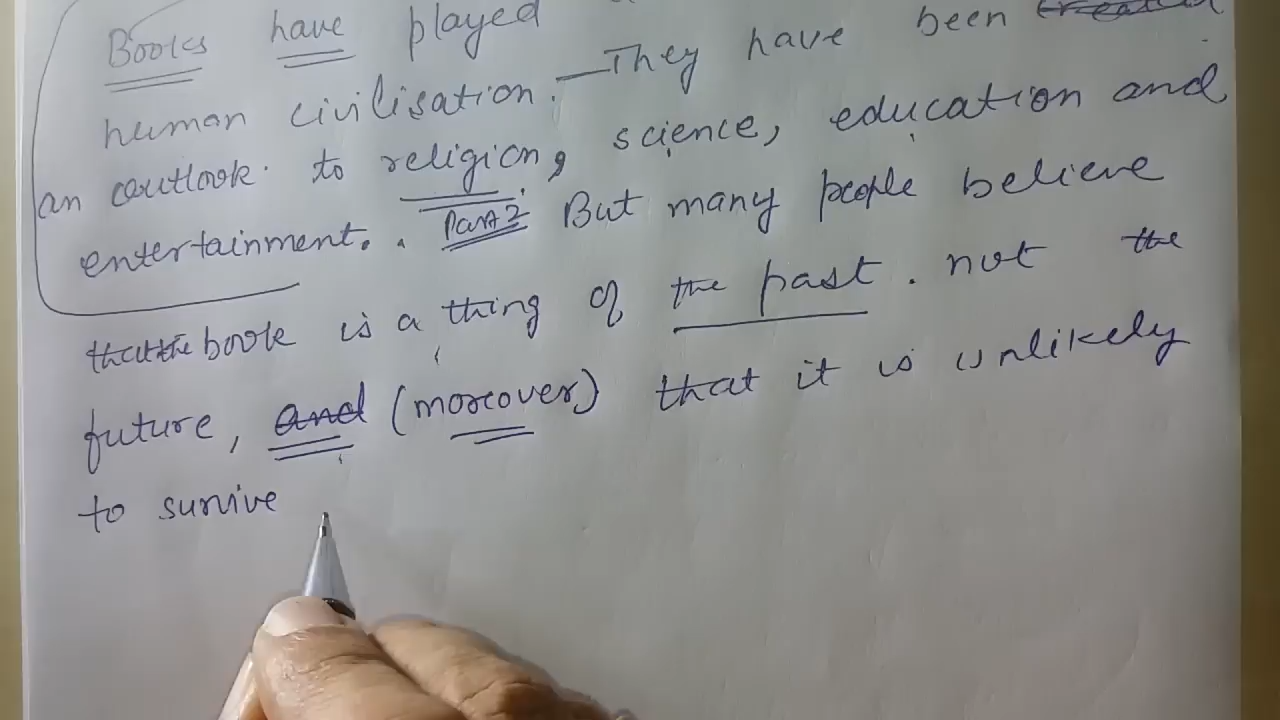 Books have played
human civilisation. They have been created
an outlook. to religion, science, education and
entertainment. Part 2 But many people believe
that the book is a thing of the past. not the
future, and (moreover) that it is unlikely
to survive